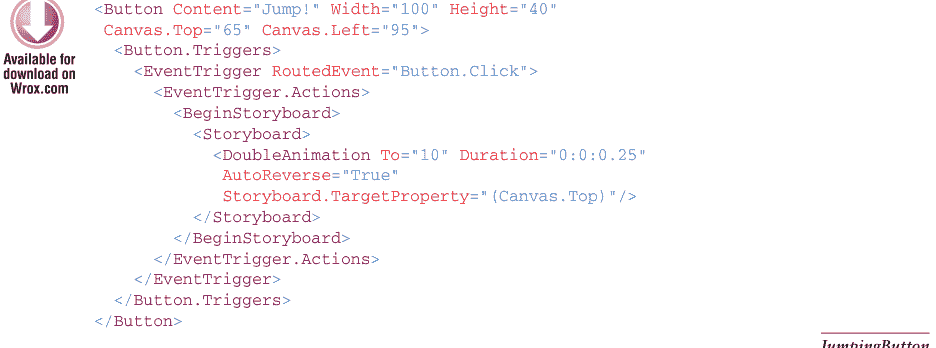 <Button Content="Jump!" Width="100" Height="40"
Canvas.Top="65" Canvas.Left="95">
<Button.Triggers>
<EventTrigger RoutedEvent="Button.Click">
<EventTrigger.Actions>
<BeginStoryboard>
<Storyboard>
<DoubleAnimation To="10" Duration="0:0:0.25"
AutoReverse="True"
Storyboard.TargetProperty="(Canvas.Top)"/>
</Storyboard>
</BeginStoryboard>
</EventTrigger.Actions>
</EventTrigger>
</Button.Triggers>
</Button>
Available for
download on
Wrox.com
JumpingButton